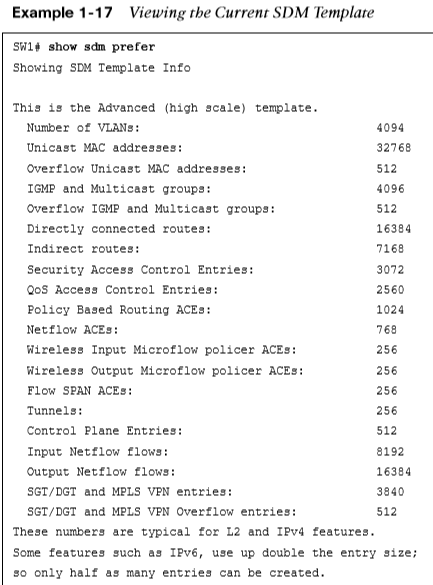 Example 1-17 Viewing the Current SDM Template
SW1# show sdm prefer
Showing SDM Template Info
This is the Advanced (high scale) template.
Number of VLANs: 4094
Unicast MAC addresses: 32768
Overflow Unicast MAC addresses: 512
IGMP and Multicast groups: 4096
Overflow IGMP and Multicast groups: 512
Directly connected routes: 16384
Indirect routes: 7168
Security Access Control Entries: 3072
QoS Access Control Entries: 2560
Policy Based Routing ACEs: 1024
Netflow ACEs: 768
Wireless Input Microflow policer ACEs: 256
Wireless Output Microflow policer ACEs: 256
Flow SPAN ACEs: 256
Tunnels: 256
Control Plane Entries: 512
Input Netflow flows: 8192
Output Netflow flows: 16384
SGT/DGT and MPLS VPN entries: 3840
SGT/DGT and MPLS VPN Overflow entries: 512
These numbers are typical for L2 and IPv4 features.
Some features such as IPv6, use up double the entry size;
so only half as many entries can be created.